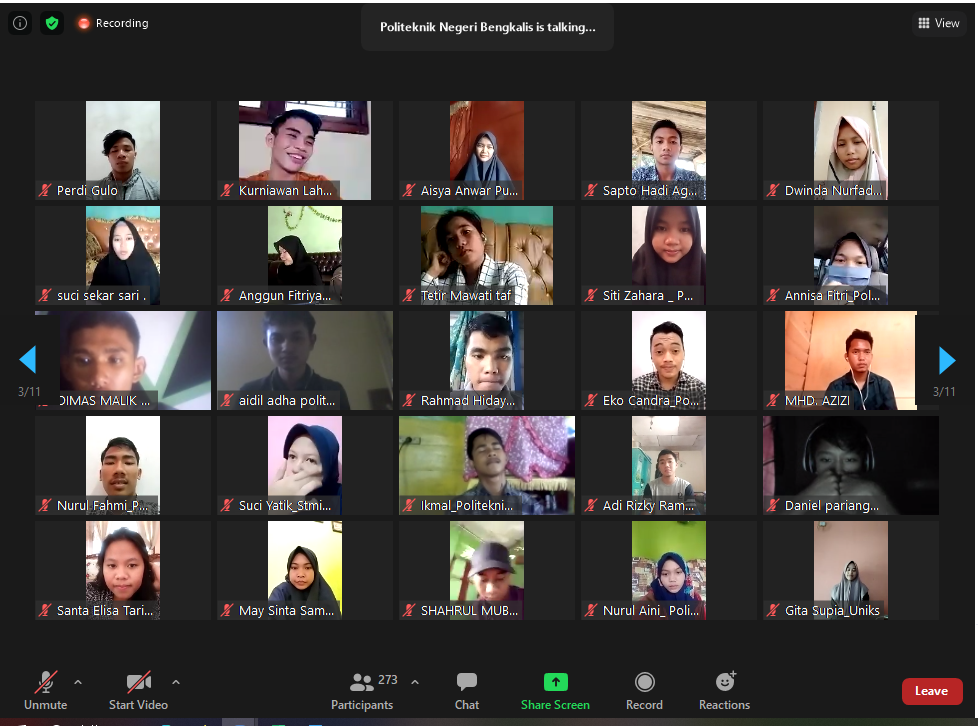 Recording
Politeknik Negeri Bengkalis is talking...
View
Perdi Gulo
Kurniawan Lah...
Aisya Anwar Pu...
Sapto Hadi Ag...
Dwinda Nurfad...
suci sekar sari .
Anggun Fitriya...
Tetir Mawati taf
Siti Zahara _ P...
Annisa Fitri_Pol...
DIMAS MALIK ...
aidil adha polit...
Rahmad Hiday...
Eko Candra_Po...
MHD. AZIZI
3/11
3/11
Nurul Fahmi_P...
Suci Yatik_Stmi...
Ikmal_Politekni...
Adi Rizky Ram...
Daniel pariang...
Santa Elisa Tari...
May Sinta Sam...
SHAHRUL MUB...
Nurul Aini_ Poli...
Gita Supia_Uniks
Unmute
Start Video
273
Participants
Chat
Share Screen
Record
Reactions
Leave